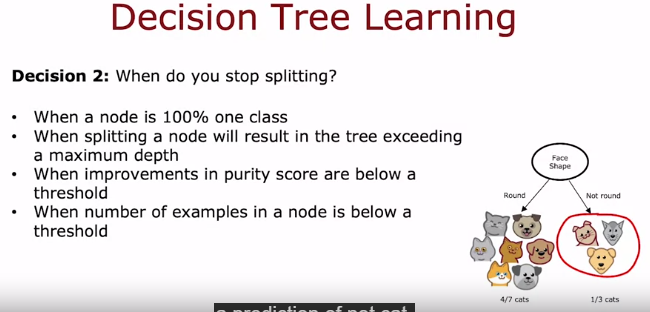 Decision Tree Learning
Decision 2: When do you stop splitting?
• When a node is 100% one class
• When splitting a node will result in the tree exceeding
a maximum depth
• When improvements in purity score are below a
threshold
• When number of examples in a node is below a
threshold
Face
Shape
Round
Not round
4/7 cats
1/3 cats
a prediction of not cat